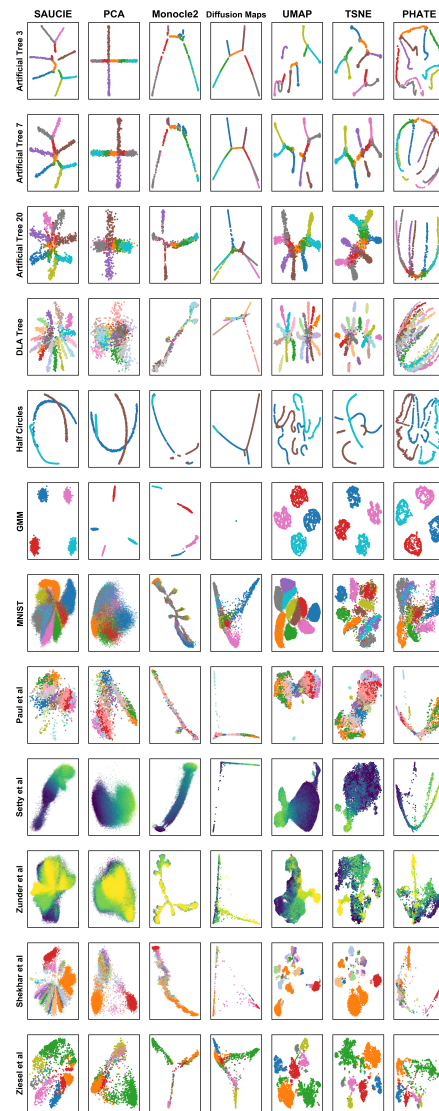 SAUCIE PCA Monocle2 Diffusion Maps UMAP TSNE PHATE
Artificial Tree 3
Artificial Tree 7
Artificial Tree 20
DLA Tree
Half Circles
GMM
MNIST
Paul et al
Setty et al
Zunder et al
Shekhar et al
Ziesel et al